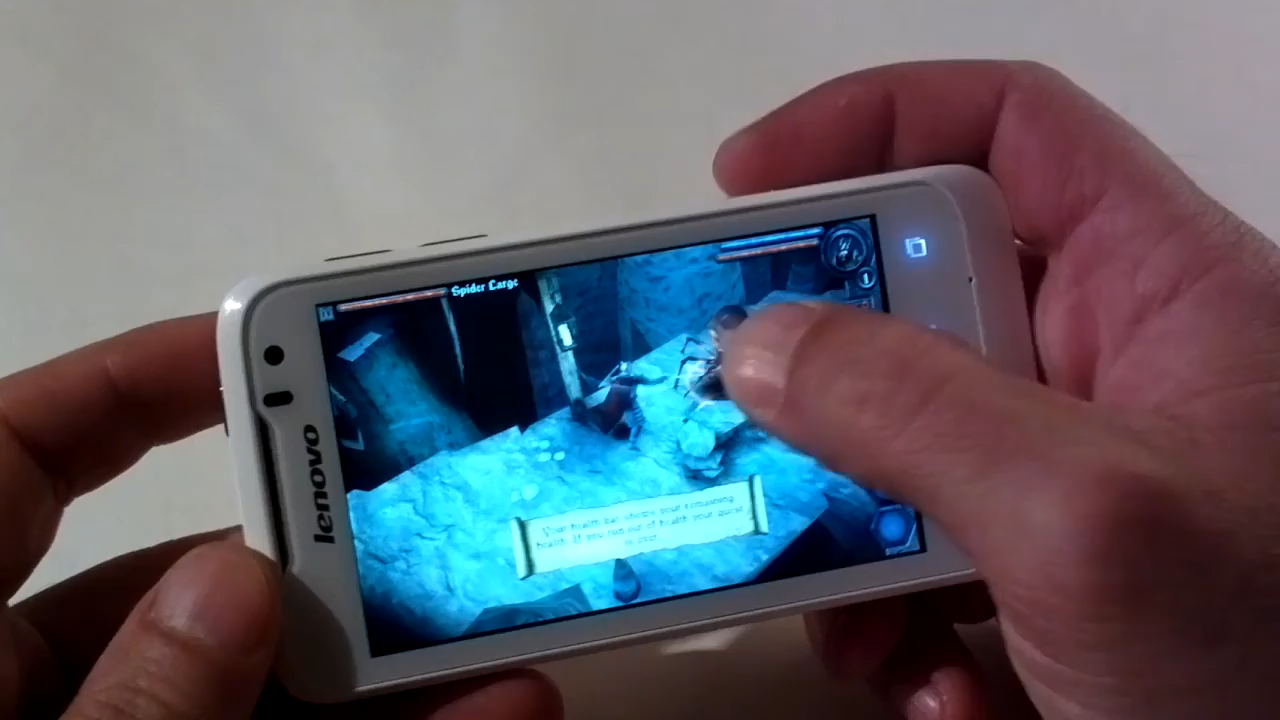 Spider Large
1
lenovo
Your health bar shows your remaining
health. If you run out of health your quest
is over.